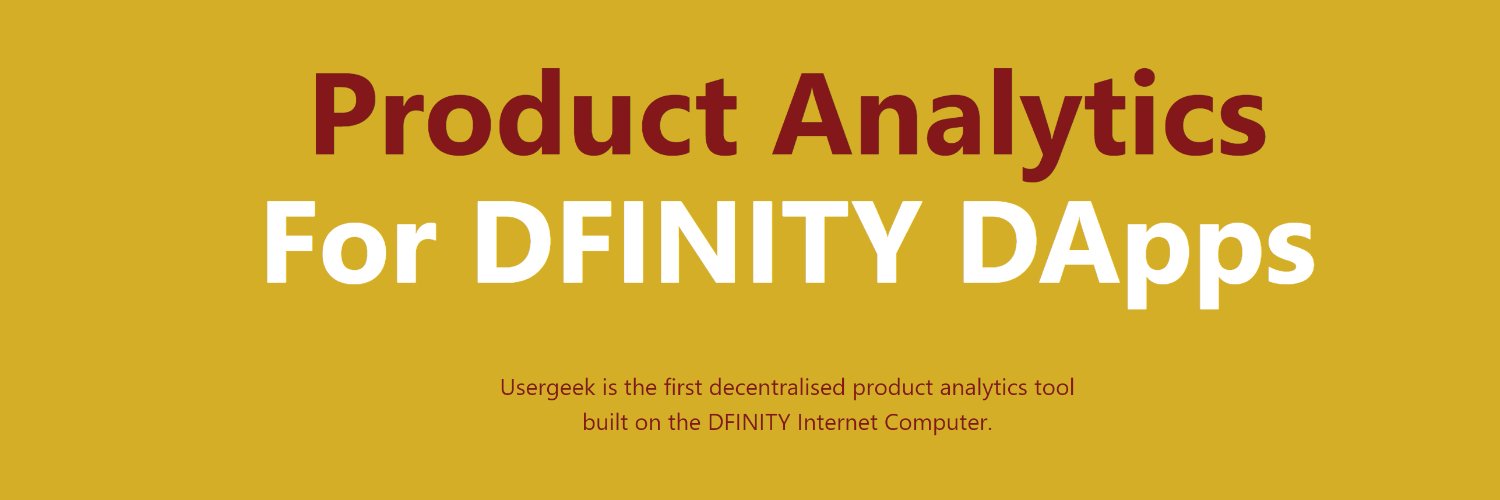 Product Analytics
For DFINITY DApps
Usergeek is the first decentralised product analytics tool
built on the DFINITY Internet Computer.